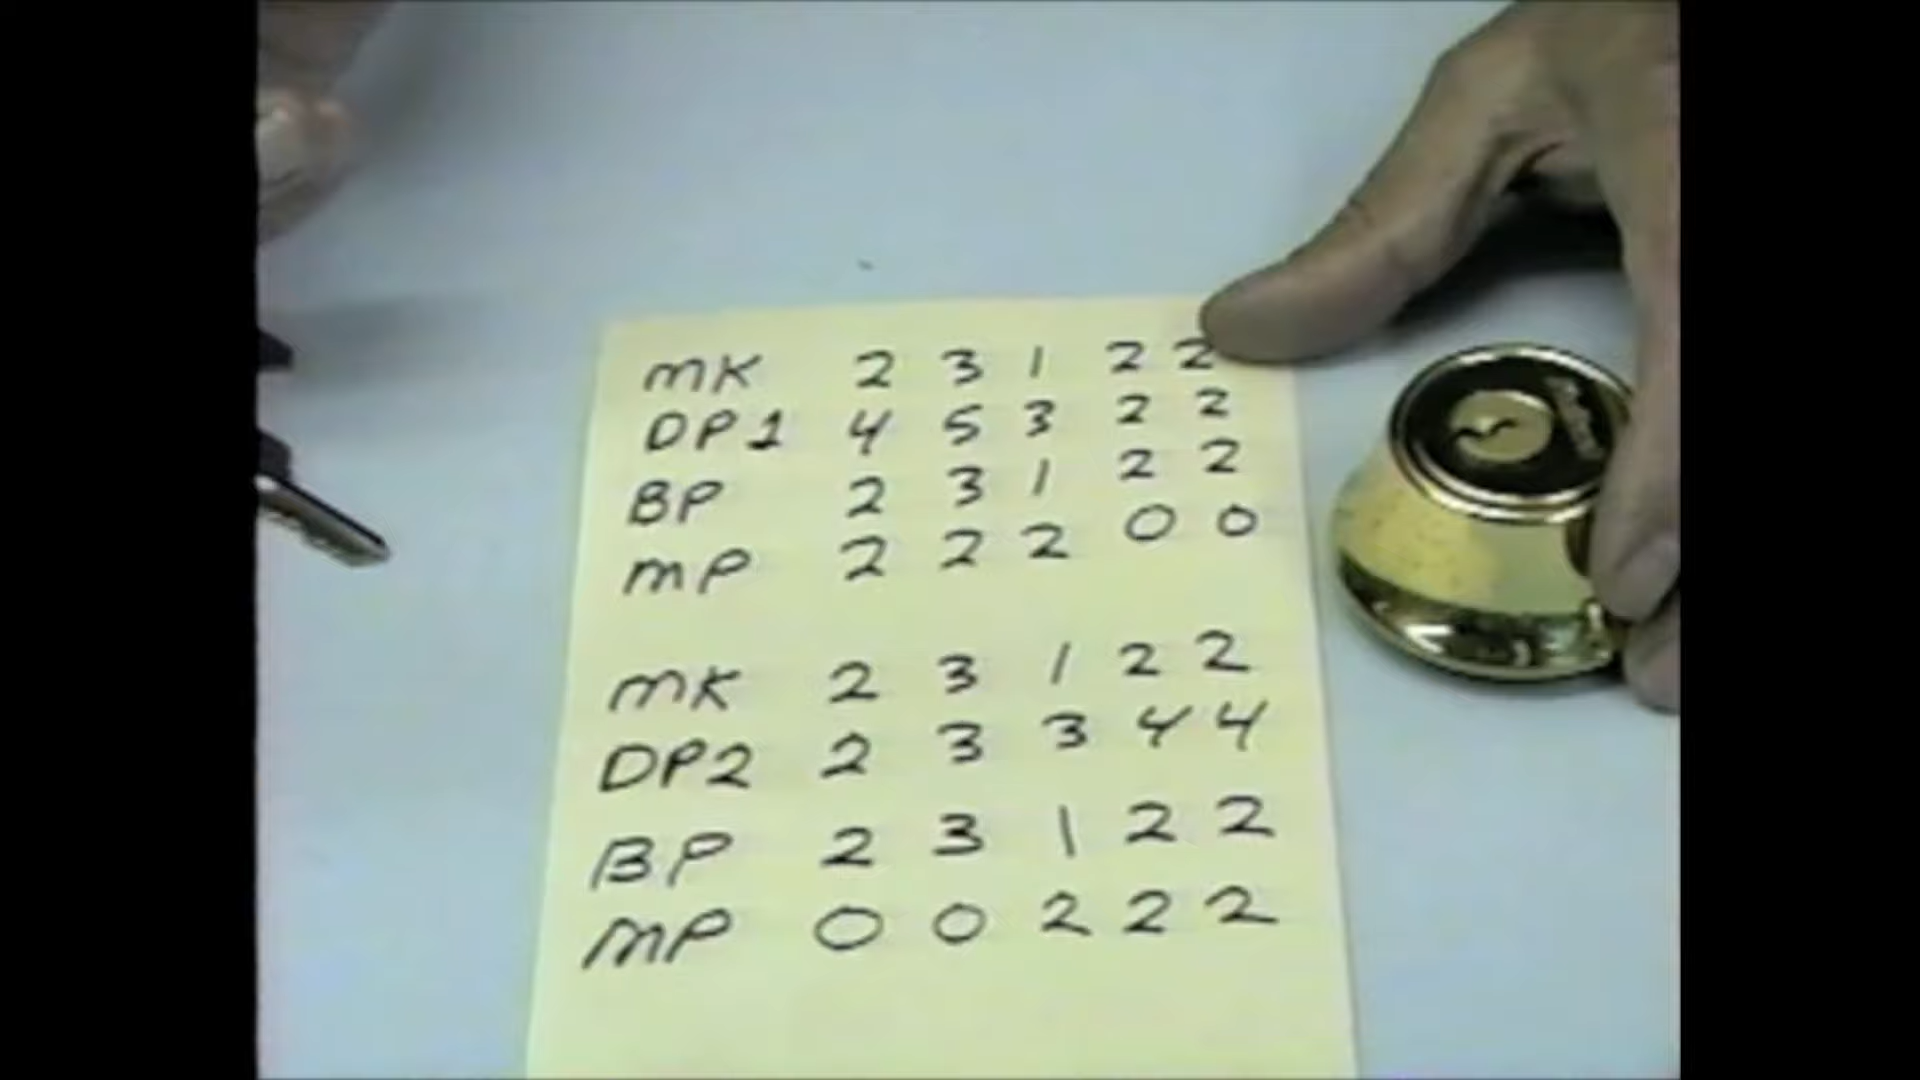 MK 2 3 1 2 2
DP1 4 5 3 2 2
BP 2 3 1 2 2
MP 2 2 2 0 0
MK 2 3 1 2 2
DP2 2 3 3 4 4
BP 2 3 1 2 2
MP 0 0 2 2 2